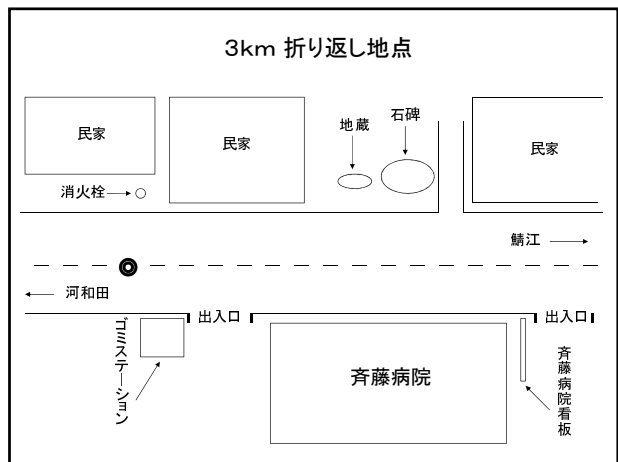 3km 折り返し地点
民家
民家
地蔵
石碑
民家
消火栓
鯖江
河和田
出入口
出入口
ゴミステーション
斉藤病院
斉藤病院看板